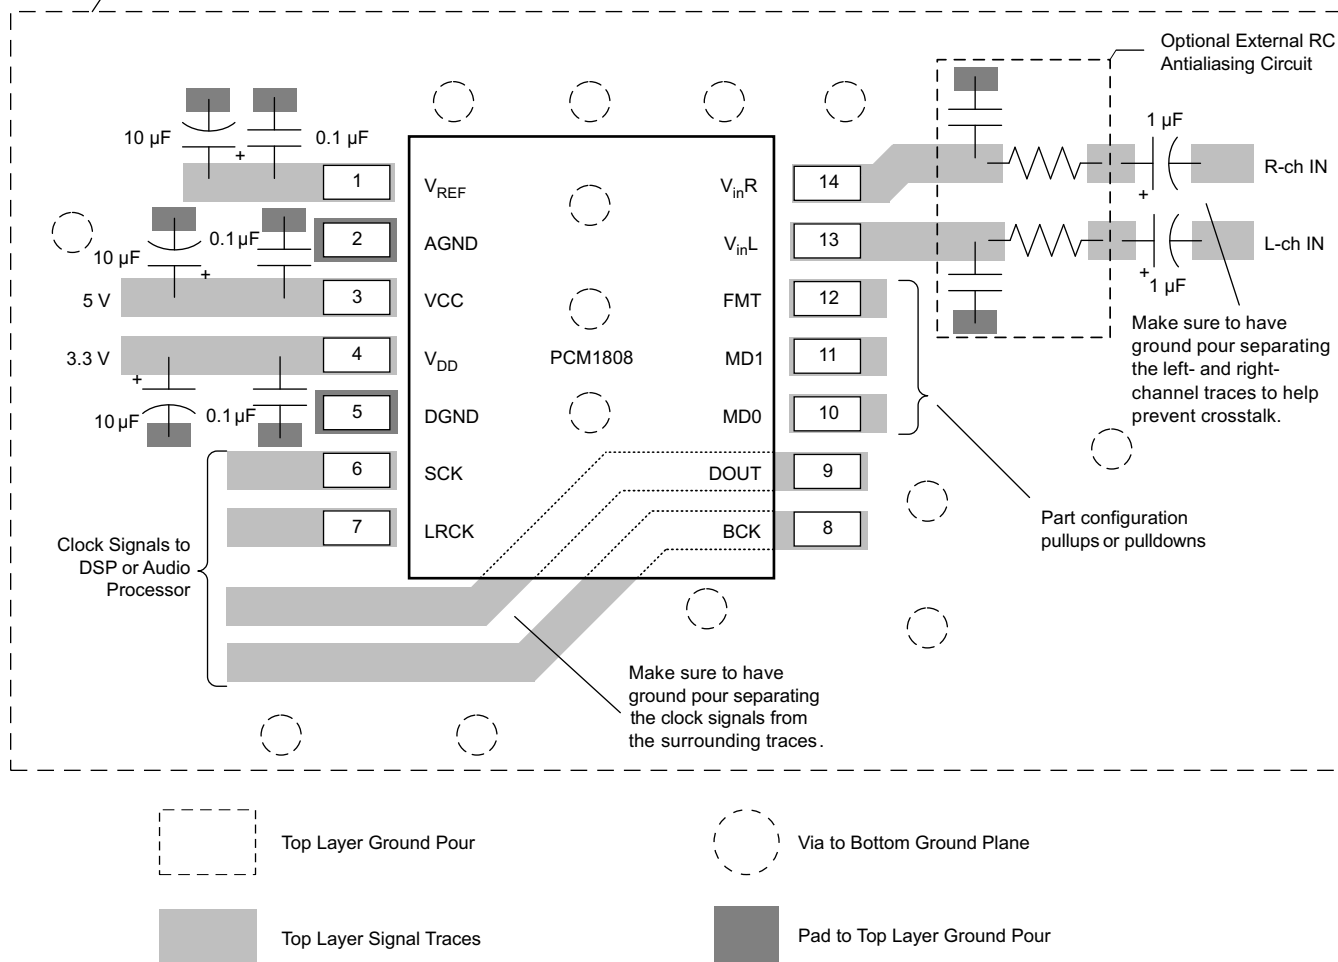 Optional External RC
Antialiasing Circuit
10 µF
+
0.1 µF
1
V_REF
V_inR
14
1 µF
+
R-ch IN
10 µF
+
0.1 µF
2
AGND
V_inL
13
L-ch IN
+
1 µF
5 V
3
VCC
FMT
12
3.3 V
4
V_DD
PCM1808
MD1
11
Make sure to have
ground pour separating
the left- and right-
channel traces to help
prevent crosstalk.
+
10 µF
0.1 µF
5
DGND
MD0
10
6
SCK
DOUT
9
7
LRCK
BCK
8
Part configuration
pullups or pulldowns
Clock Signals to
DSP or Audio
Processor
Make sure to have
ground pour separating
the clock signals from
the surrounding traces.
Top Layer Ground Pour
Via to Bottom Ground Plane
Top Layer Signal Traces
Pad to Top Layer Ground Pour